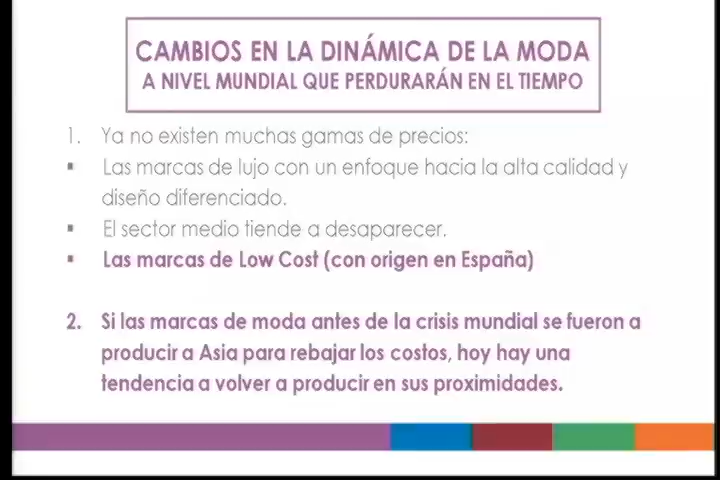 CAMBIOS EN LA DINÁMICA DE LA MODA
A NIVEL MUNDIAL QUE PERDURARÁN EN EL TIEMPO
1. Ya no existen muchas gamas de precios:
▪ Las marcas de lujo con un enfoque hacia la alta calidad y
diseño diferenciado.
▪ El sector medio tiende a desaparecer.
▪ Las marcas de Low Cost (con origen en España)
2. Si las marcas de moda antes de la crisis mundial se fueron a
producir a Asia para rebajar los costos, hoy hay una
tendencia a volver a producir en sus proximidades.